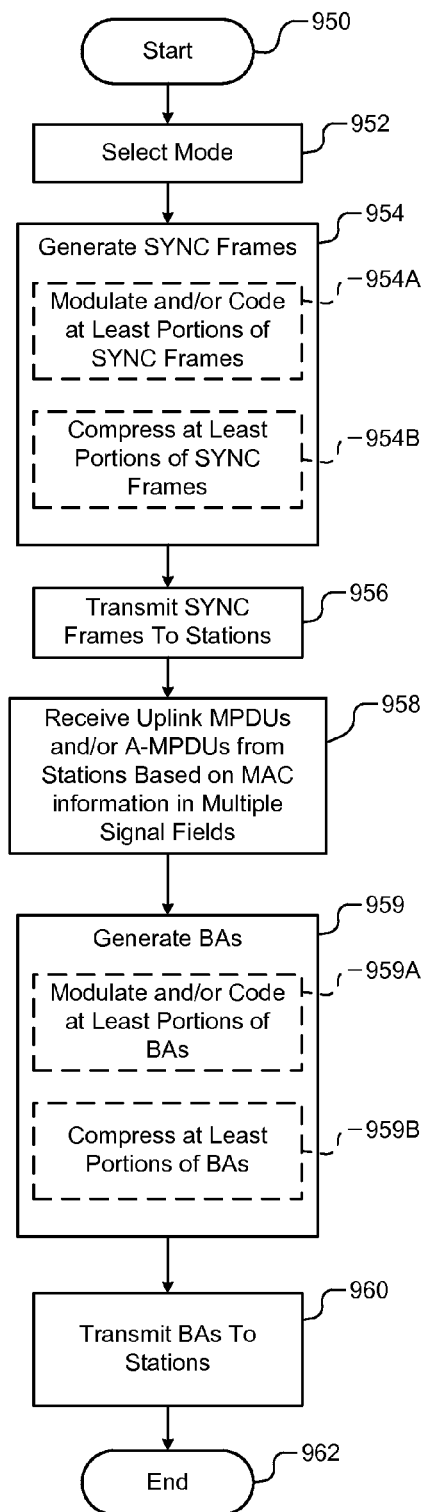 Start
950
Select Mode
952
954
Generate SYNC Frames
954A
Modulate and/or Code
at Least Portions of
SYNC Frames
954B
Compress at Least
Portions of SYNC
Frames
956
Transmit SYNC
Frames To Stations
958
Receive Uplink MPDUs
and/or A-MPDUs from
Stations Based on MAC
information in Multiple
Signal Fields
959
Generate BAs
959A
Modulate and/or Code
at Least Portions of
BAs
959B
Compress at Least
Portions of BAs
960
Transmit BAs To
Stations
962
End